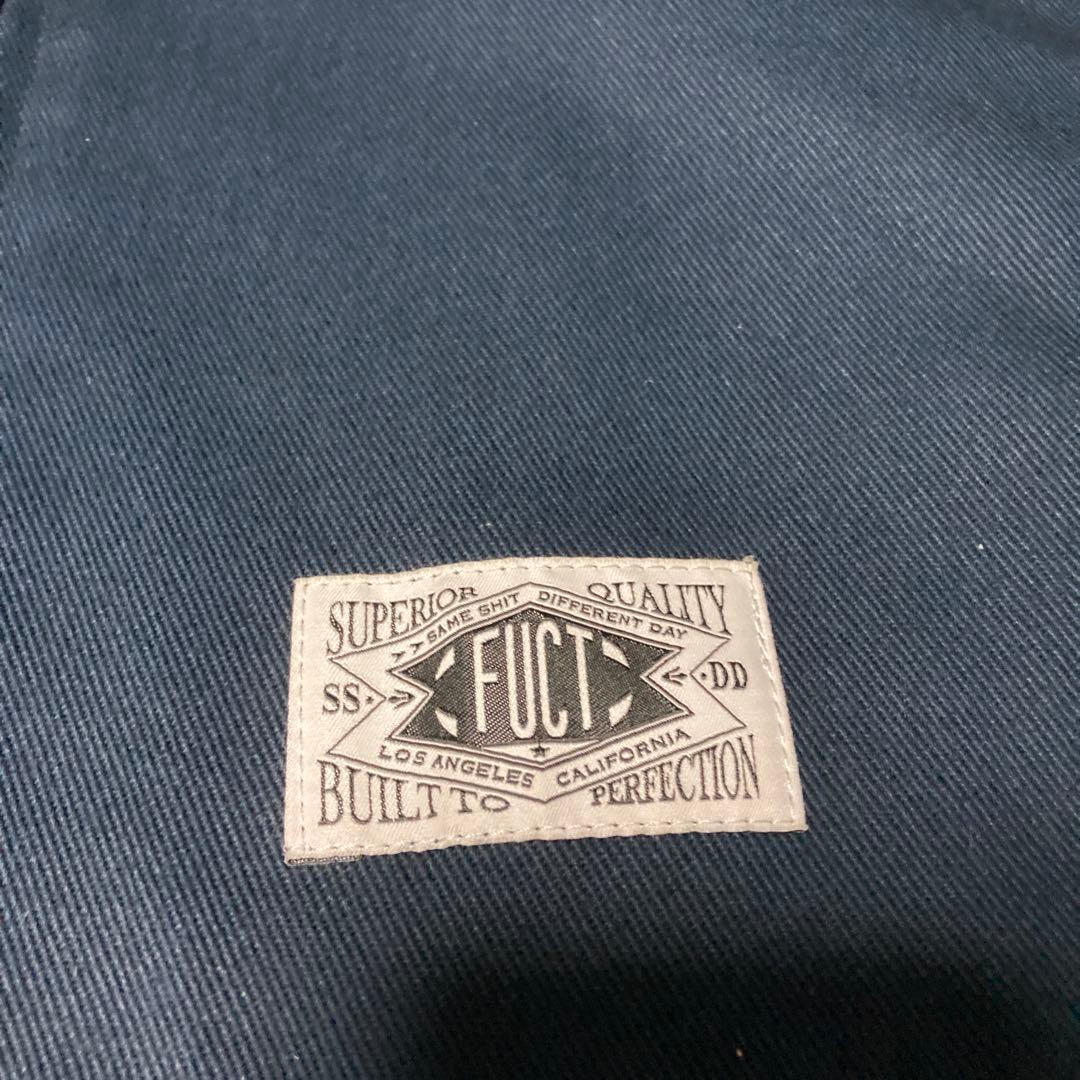 SUPERIOR QUALITY
SAME SHIT DIFFERENT DAY
FUCT
SS DD
LOS ANGELES CALIFORNIA
BUILT TO PERFECTION